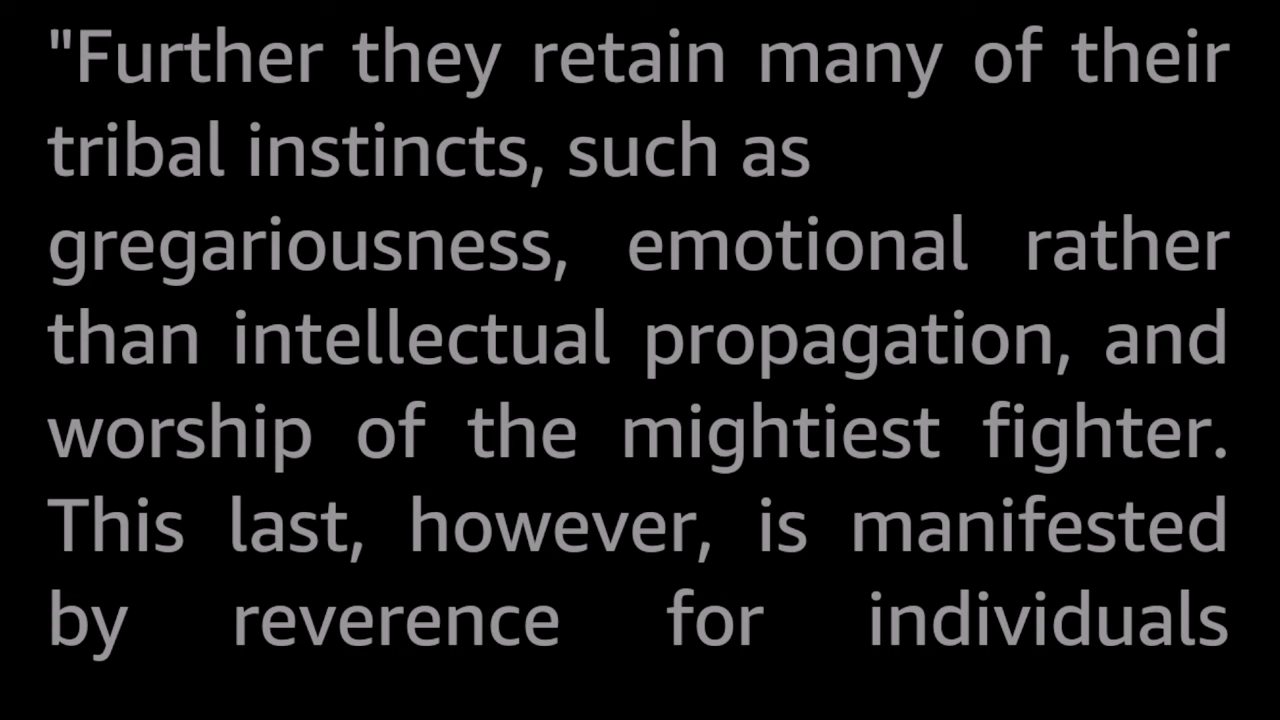 "Further they retain many of their
tribal instincts, such as
gregariousness, emotional rather
than intellectual propagation, and
worship of the mightiest fighter.
This last, however, is manifested
by reverence for individuals